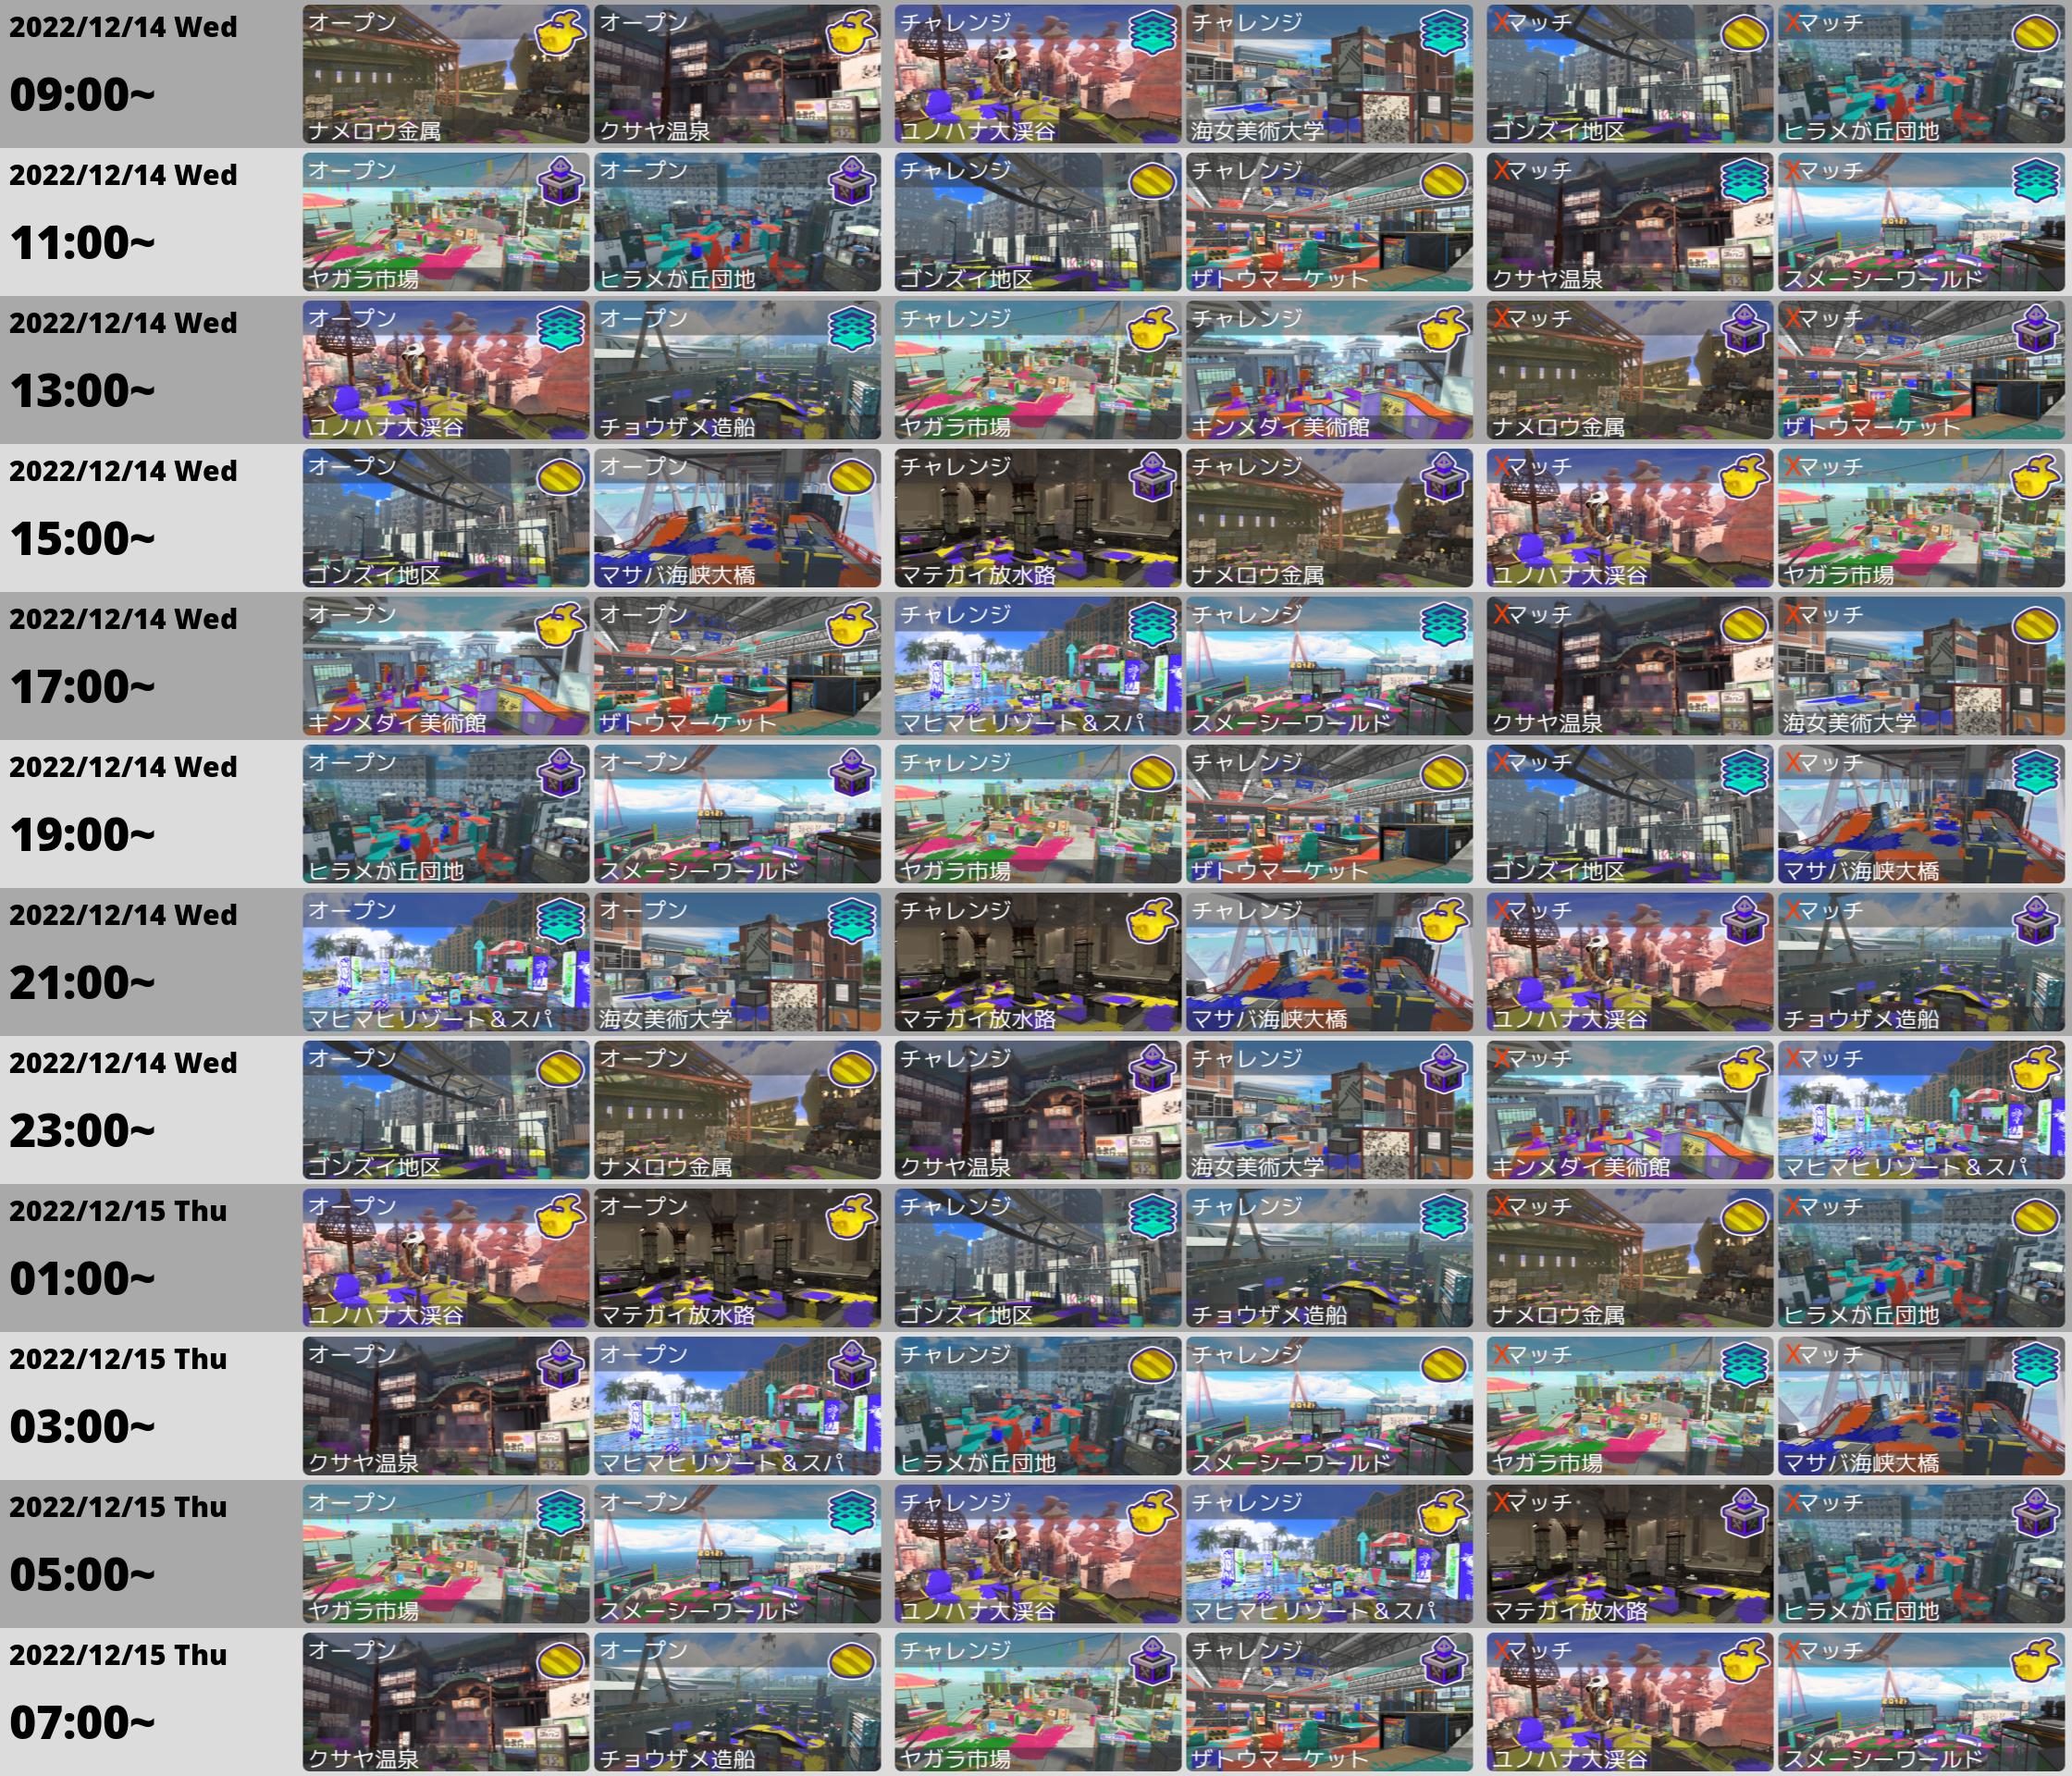 2022/12/14 Wed
09:00~
オープン オープン チャレンジ チャレンジ Xマッチ Xマッチ
ナメロウ金属 クサヤ温泉 ユノハナ大渓谷 海女美術大学 ゴンズイ地区 ヒラメが丘団地
2022/12/14 Wed
11:00~
オープン オープン チャレンジ チャレンジ Xマッチ Xマッチ
ヤガラ市場 ヒラメが丘団地 ゴンズイ地区 ザトウマーケット クサヤ温泉 スメーシーワールド
2022/12/14 Wed
13:00~
オープン オープン チャレンジ チャレンジ Xマッチ Xマッチ
ユノハナ大渓谷 チョウザメ造船 ヤガラ市場 キンメダイ美術館 ナメロウ金属 ザトウマーケット
2022/12/14 Wed
15:00~
オープン オープン チャレンジ チャレンジ Xマッチ Xマッチ
ゴンズイ地区 マサバ海峡大橋 マテガイ放水路 ナメロウ金属 ユノハナ大渓谷 ヤガラ市場
2022/12/14 Wed
17:00~
オープン オープン チャレンジ チャレンジ Xマッチ Xマッチ
キンメダイ美術館 ザトウマーケット マヒマヒリゾート＆スパ スメーシーワールド クサヤ温泉 海女美術大学
2022/12/14 Wed
19:00~
オープン オープン チャレンジ チャレンジ Xマッチ Xマッチ
ヒラメが丘団地 スメーシーワールド ヤガラ市場 ザトウマーケット ゴンズイ地区 マサバ海峡大橋
2022/12/14 Wed
21:00~
オープン オープン チャレンジ チャレンジ Xマッチ Xマッチ
マヒマヒリゾート＆スパ 海女美術大学 マテガイ放水路 マサバ海峡大橋 ユノハナ大渓谷 チョウザメ造船
2022/12/14 Wed
23:00~
オープン オープン チャレンジ チャレンジ Xマッチ Xマッチ
ゴンズイ地区 ナメロウ金属 クサヤ温泉 海女美術大学 キンメダイ美術館 マヒマヒリゾート＆スパ
2022/12/15 Thu
01:00~
オープン オープン チャレンジ チャレンジ Xマッチ Xマッチ
ユノハナ大渓谷 マテガイ放水路 ゴンズイ地区 チョウザメ造船 ナメロウ金属 ヒラメが丘団地
2022/12/15 Thu
03:00~
オープン オープン チャレンジ チャレンジ Xマッチ Xマッチ
クサヤ温泉 マヒマヒリゾート＆スパ ヒラメが丘団地 スメーシーワールド ヤガラ市場 マサバ海峡大橋
2022/12/15 Thu
05:00~
オープン オープン チャレンジ チャレンジ Xマッチ Xマッチ
ヤガラ市場 スメーシーワールド ユノハナ大渓谷 マヒマヒリゾート＆スパ マテガイ放水路 ヒラメが丘団地
2022/12/15 Thu
07:00~
オープン オープン チャレンジ チャレンジ Xマッチ Xマッチ
クサヤ温泉 チョウザメ造船 ヤガラ市場 ザトウマーケット ユノハナ大渓谷 スメーシーワールド